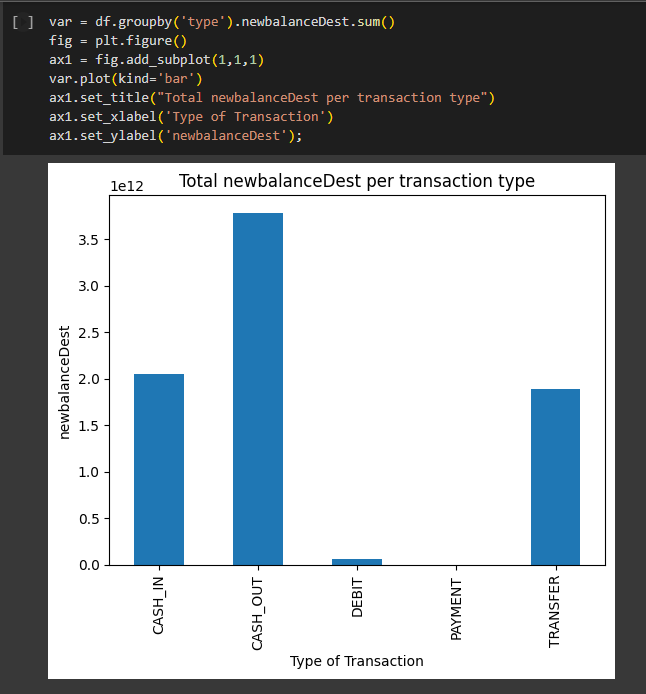 [ ] var = df.groupby('type').newbalanceDest.sum()
fig = plt.figure()
ax1 = fig.add_subplot(1,1,1)
var.plot(kind='bar')
ax1.set_title("Total newbalanceDest per transaction type")
ax1.set_xlabel('Type of Transaction')
ax1.set_ylabel('newbalanceDest');
1e12
Total newbalanceDest per transaction type
3.5
3.0
2.5
2.0
1.5
1.0
0.5
0.0
newbalanceDest
CASH_IN
CASH_OUT
DEBIT
PAYMENT
TRANSFER
Type of Transaction